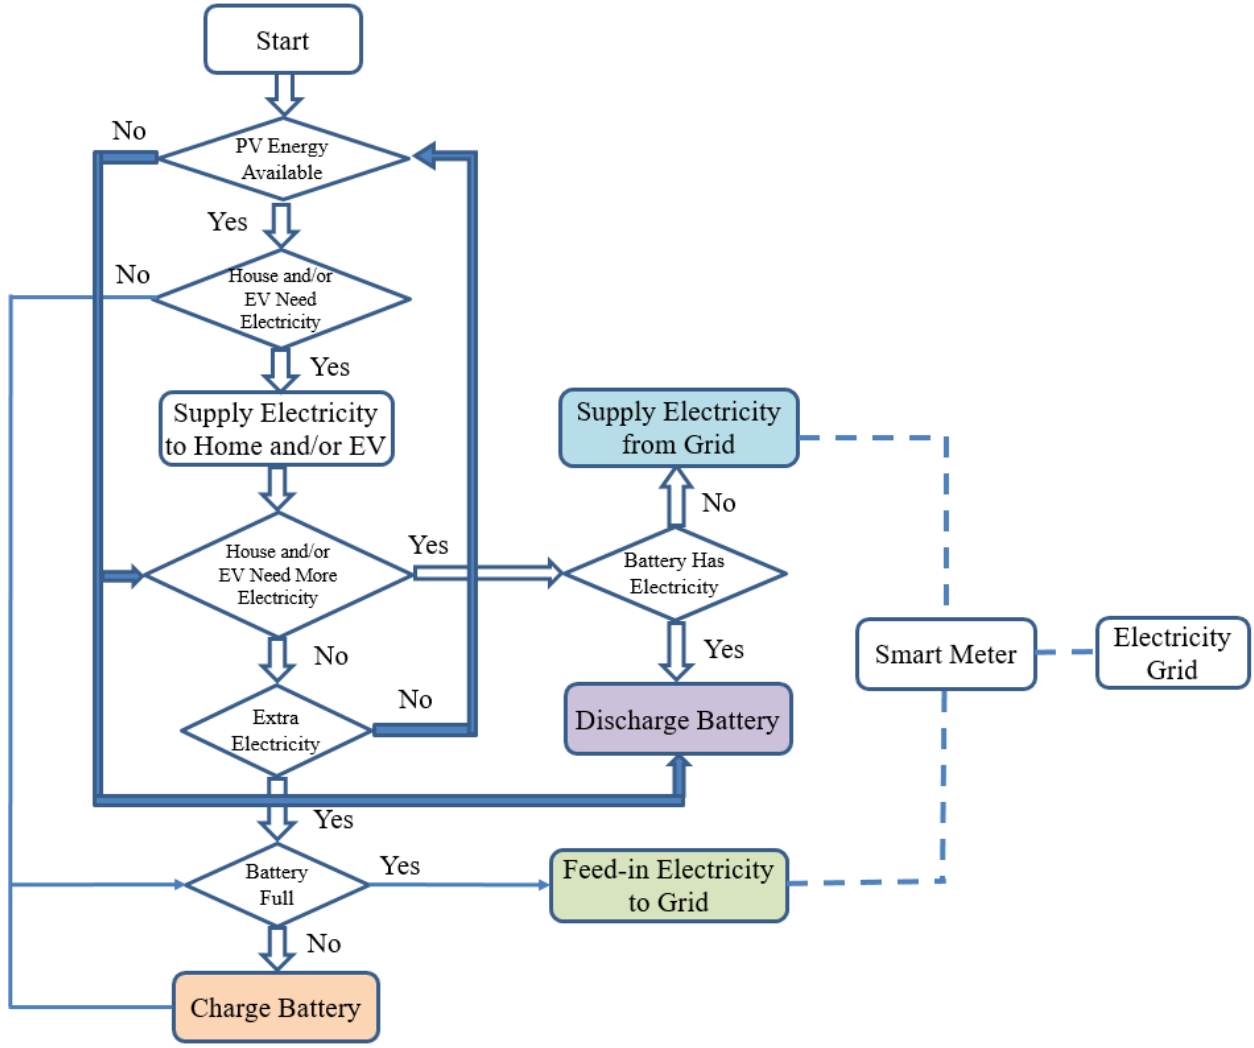 Start
No
PV Energy
Available
Yes
No
House and/or
EV Need
Electricity
Yes
Supply Electricity
to Home and/or EV
Supply Electricity
from Grid
No
House and/or
EV Need More
Electricity
Yes
Battery Has
Electricity
No
Yes
Smart Meter
Electricity
Grid
Extra
Electricity
No
Discharge Battery
Yes
Battery
Full
Yes
Feed-in Electricity
to Grid
No
Charge Battery